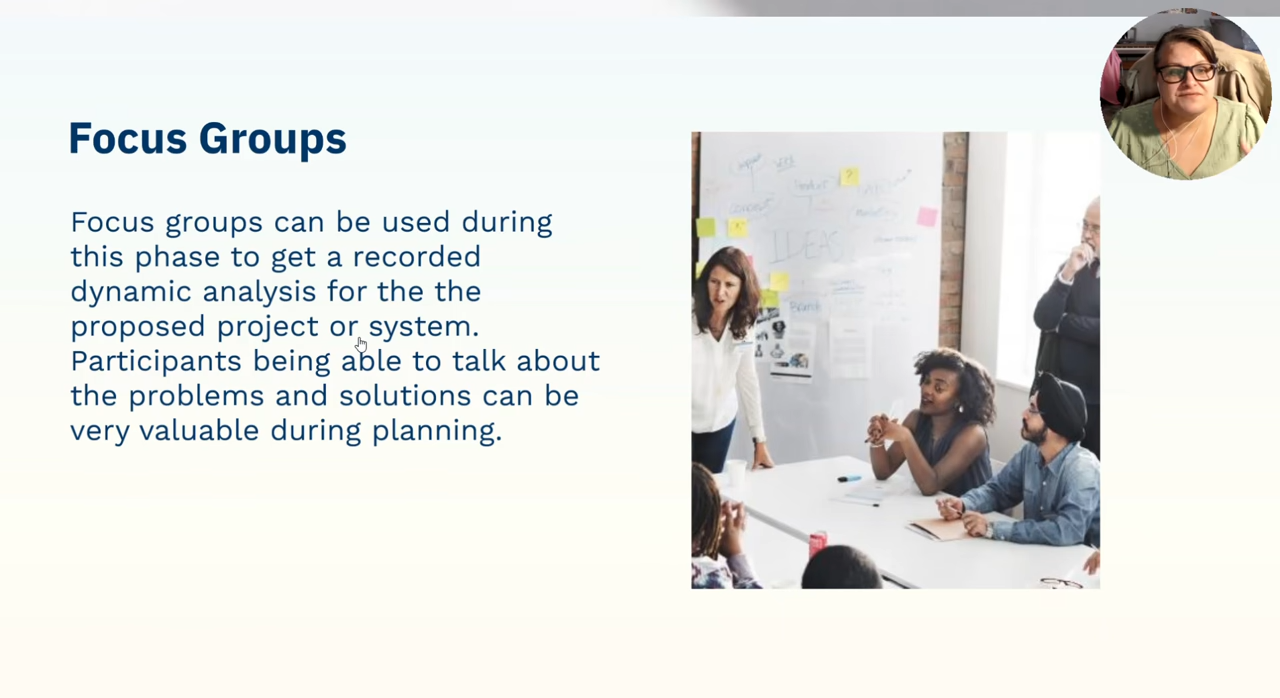 Focus Groups
Focus groups can be used during
this phase to get a recorded
dynamic analysis for the the
proposed project or system.
Participants being able to talk about
the problems and solutions can be
very valuable during planning.
IDEAS